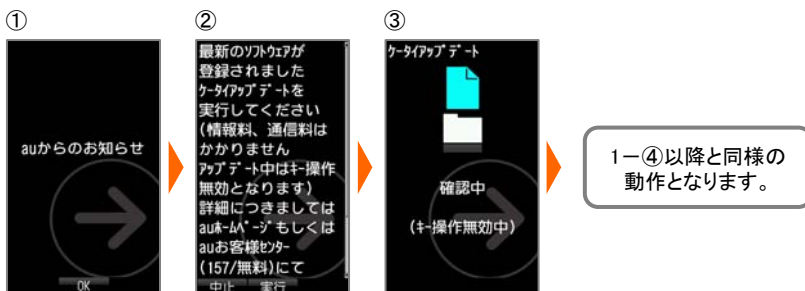 ①
auからのお知らせ
OK
②
最新のソフトウェアが
登録されました
ケータイアップデートを
実行してください
(情報料、通信料は
かかりません
アップデート中はキー操作
無効となります)
詳細につきましては
auホームページもしくは
auお客様センター
(157/無料)にて
中止 実行
③
ケータイアップデート
確認中
(キー操作無効中)
1-④以降と同様の
動作となります。